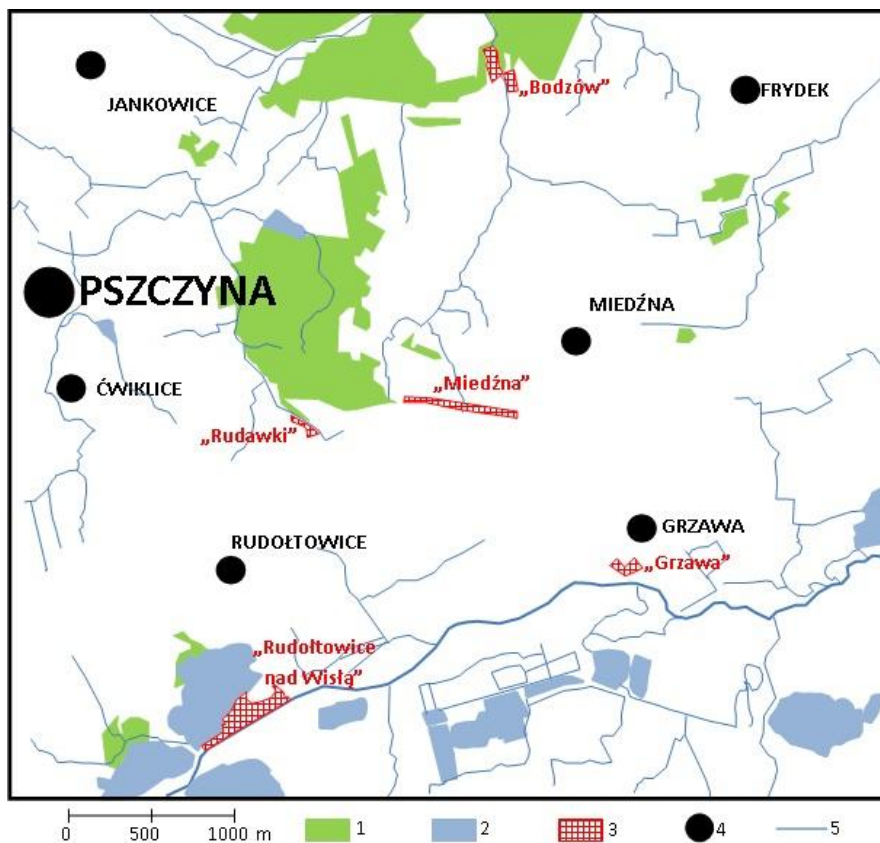 „Bodzów”
JANKOWICE
FRYDEK
PSZCZYNA
MIEDŹNA
ĆWIKLICE
„Miedźna”
„Rudawki”
GRZAWA
RUDOŁTOWICE
„Grzawa”
„Rudołtowice
nad Wisłą”
0 500 1000 m
1 2 3 4 5